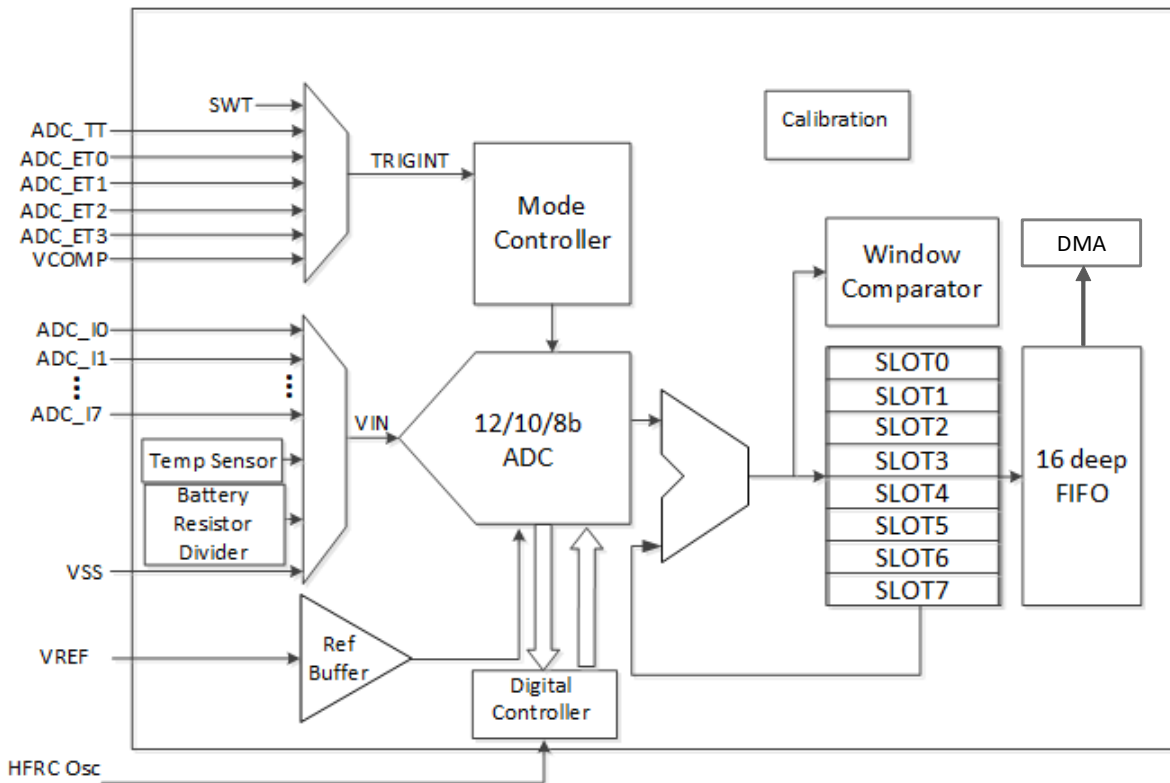 SWT
ADC_TT
ADC_ET0
ADC_ET1
ADC_ET2
ADC_ET3
VCOMP
TRIGINT
Mode
Controller
Calibration
Window
Comparator
DMA
ADC_I0
ADC_I1
ADC_I7
Temp Sensor
Battery
Resistor
Divider
VSS
VIN
12/10/8b
ADC
SLOT0
SLOT1
SLOT2
SLOT3
SLOT4
SLOT5
SLOT6
SLOT7
16 deep
FIFO
VREF
Ref
Buffer
Digital
Controller
HFRC Osc